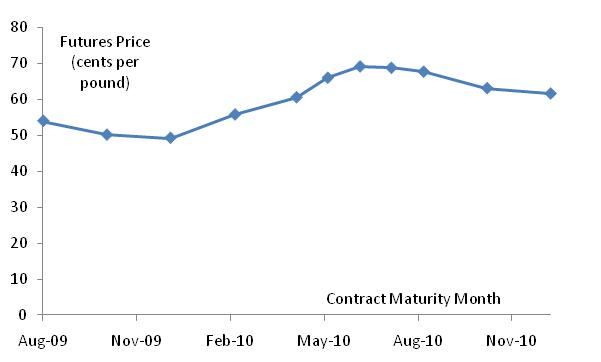 80
Futures Price
(cents per
pound)
70
60
50
40
30
20
10
Contract Maturity Month
0
Aug-09 Nov-09 Feb-10 May-10 Aug-10 Nov-10